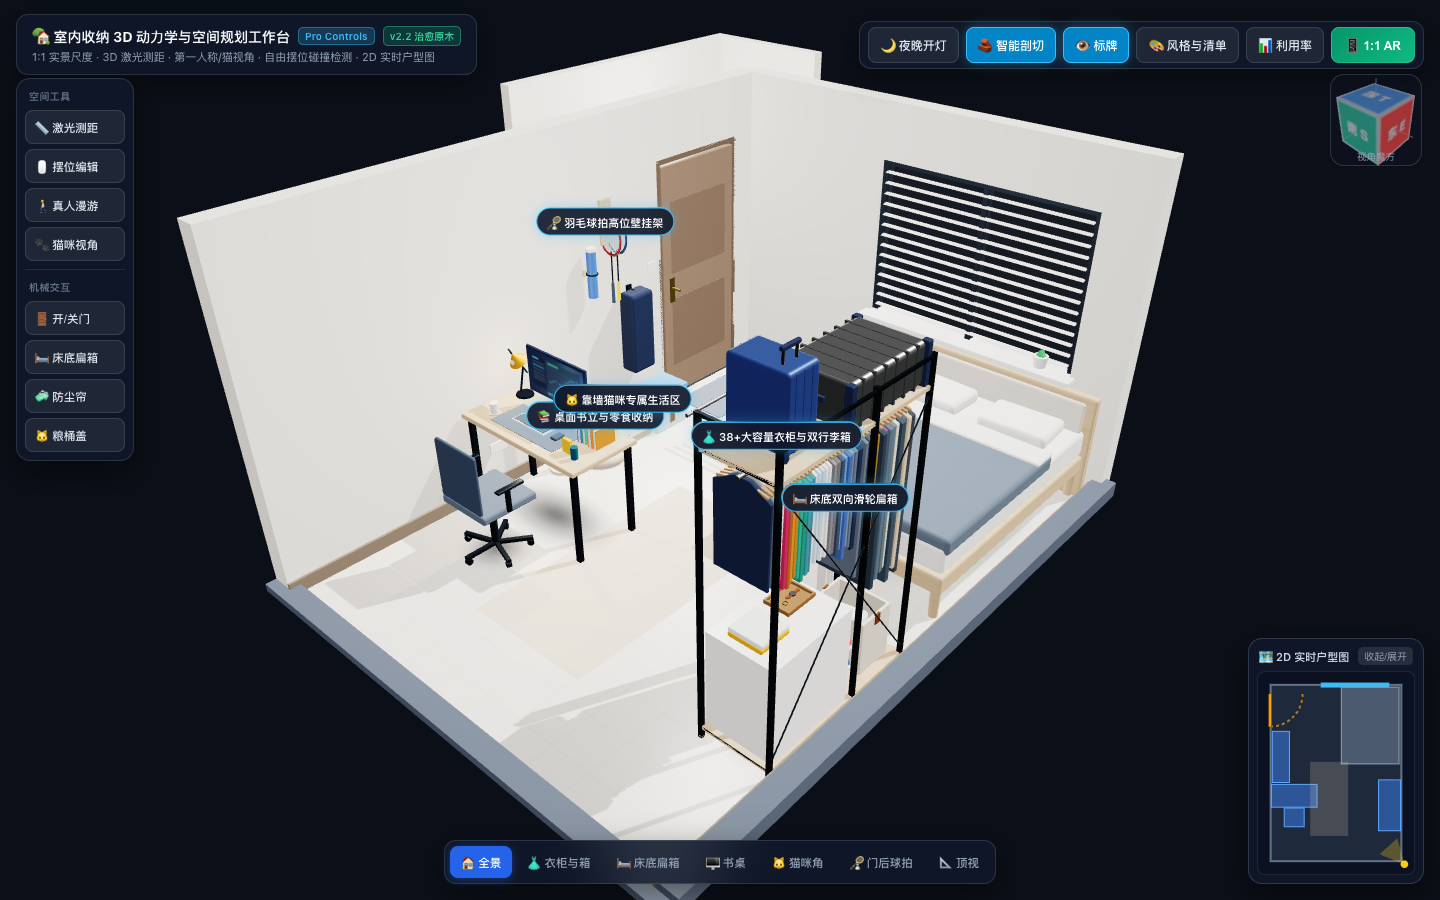 室内收纳 3D 动力学与空间规划工作台 Pro Controls v2.2 治愈原木
1:1 实景尺度 · 3D 激光测距 · 第一人称/猫视角 · 自由摆位碰撞检测 · 2D 实时户型图
夜晚开灯 智能剖切 标牌 风格与清单 利用率 1:1 AR
空间工具
激光测距
摆位编辑
真人漫游
猫咪视角
机械交互
开/关门
床底扁箱
防尘帘
粮桶盖
视角魔方
羽毛球拍高位壁挂架
靠墙猫咪专属生活区
桌面书立与零食收纳
38+大容量衣柜与双行李箱
床底双向滑轮扁箱
2D 实时户型图 收起/展开
全景 衣柜与箱 床底扁箱 书桌 猫咪角 门后球拍 顶视